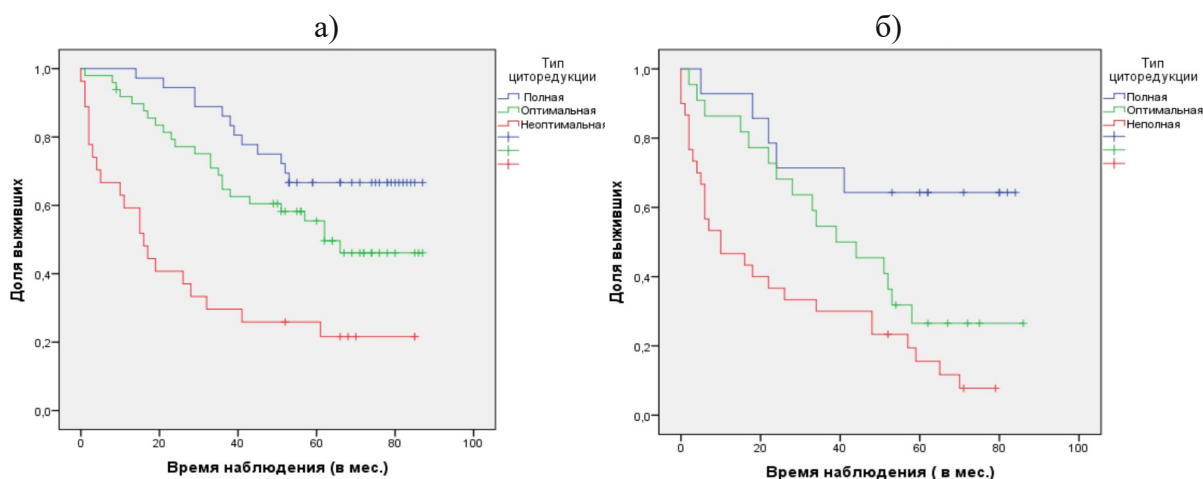 а)
Тип
циторедукции
Полная
Оптимальная
Неоптимальная
1,0
0,8
0,6
0,4
0,2
0,0
Доля выживших
0
20
40
60
80
100
Время наблюдения (в мес.)
б)
Тип
циторедукции
Полная
Оптимальная
Неполная
1,0
0,8
0,6
0,4
0,2
0,0
Доля выживших
0
20
40
60
80
100
Время наблюдения ( в мес.)